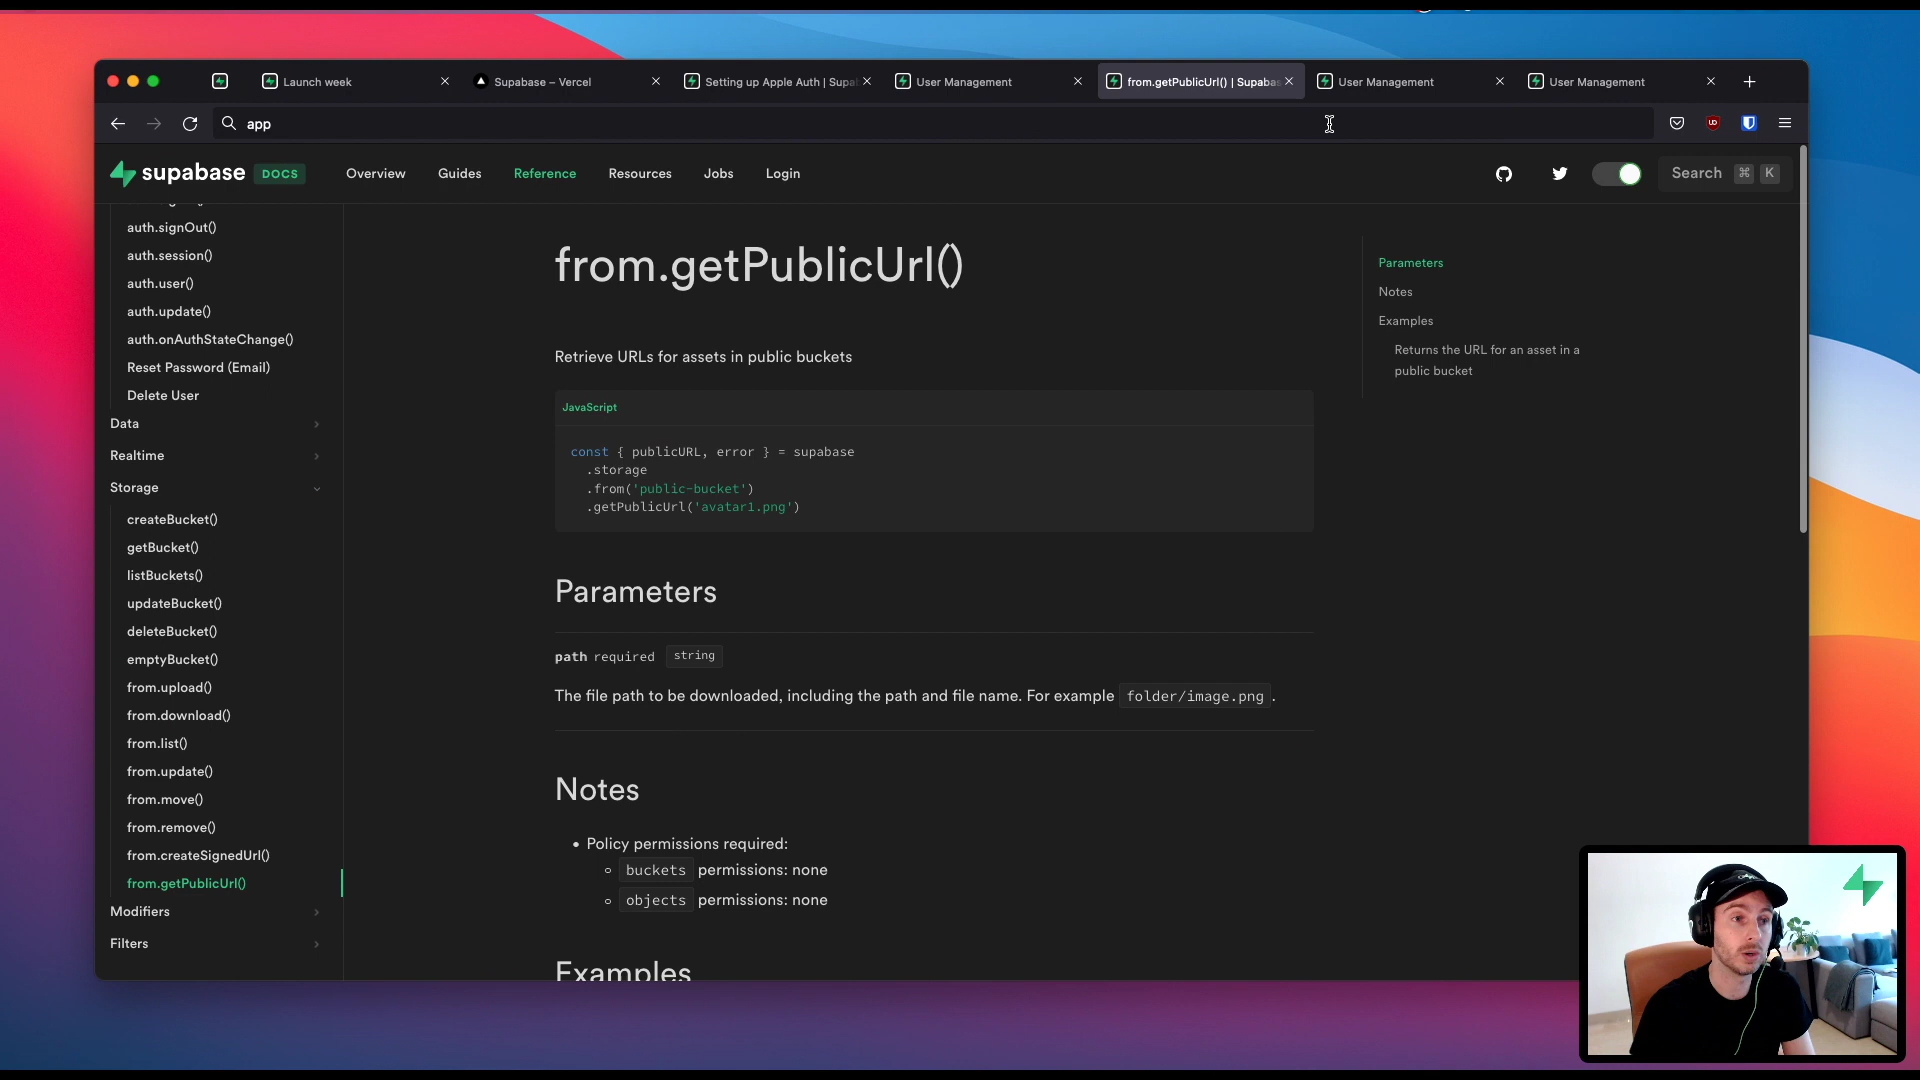 Launch week
Supabase – Vercel
Setting up Apple Auth | Supa
User Management
from.getPublicUrl() | Supabas
User Management
User Management
app
supabase DOCS
Overview
Guides
Reference
Resources
Jobs
Login
Search ⌘ K
auth.signOut()
auth.session()
auth.user()
auth.update()
auth.onAuthStateChange()
Reset Password (Email)
Delete User
Data
Realtime
Storage
createBucket()
getBucket()
listBuckets()
updateBucket()
deleteBucket()
emptyBucket()
from.upload()
from.download()
from.list()
from.update()
from.move()
from.remove()
from.createSignedUrl()
from.getPublicUrl()
Modifiers
Filters
from.getPublicUrl()
Retrieve URLs for assets in public buckets
JavaScript
const { publicURL, error } = supabase
.storage
.from('public-bucket')
.getPublicUrl('avatar1.png')
Parameters
path required string
The file path to be downloaded, including the path and file name. For example folder/image.png.
Notes
• Policy permissions required:
◦ buckets permissions: none
◦ objects permissions: none
Examples
Parameters
Notes
Examples
Returns the URL for an asset in a
public bucket